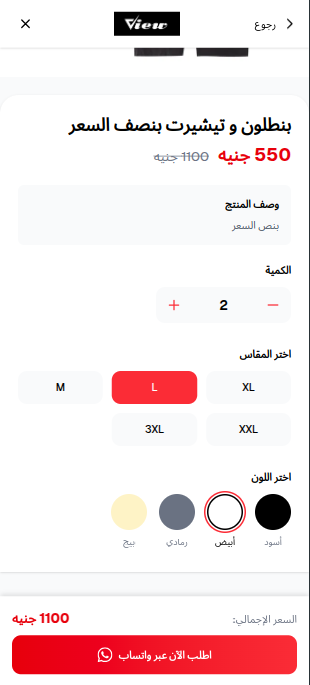 رجوع
View
بنطلون و تيشيرت بنصف السعر
550 جنيه 1100 جنيه
وصف المنتج
بنص السعر
الكمية
− 2 +
اختر المقاس
XL L M
XXL 3XL
اختر اللون
أسود أبيض رمادي بيج
السعر الإجمالي: 1100 جنيه
اطلب الآن عبر واتساب